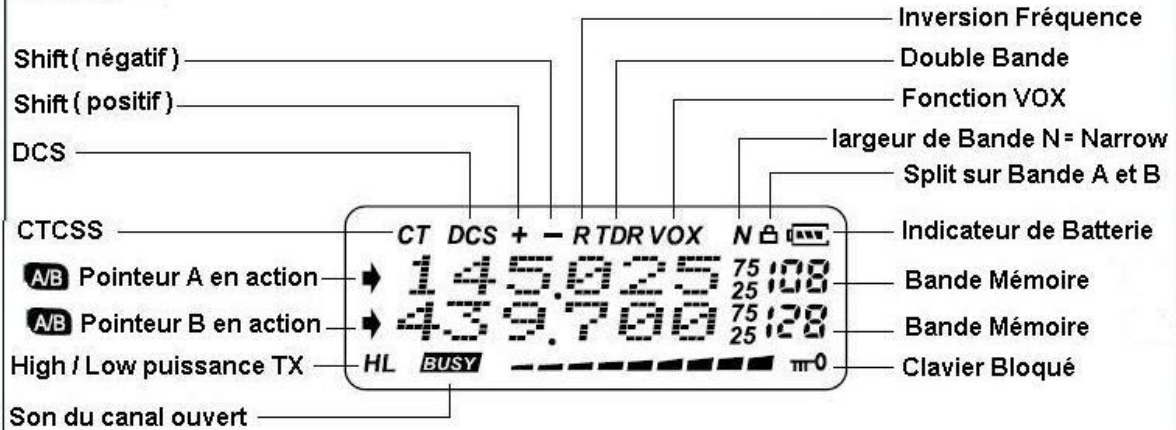 Inversion Fréquence
Shift ( négatif )
Double Bande
Shift ( positif )
Fonction VOX
DCS
largeur de Bande N = Narrow
Split sur Bande A et B
CTCSS
CT DCS + - R TDR VOX N
Indicateur de Batterie
A/B Pointeur A en action
145.025 75 25 108
Bande Mémoire
A/B Pointeur B en action
439.700 75 25 128
Bande Mémoire
High / Low puissance TX
HL BUSY
Clavier Bloqué
Son du canal ouvert